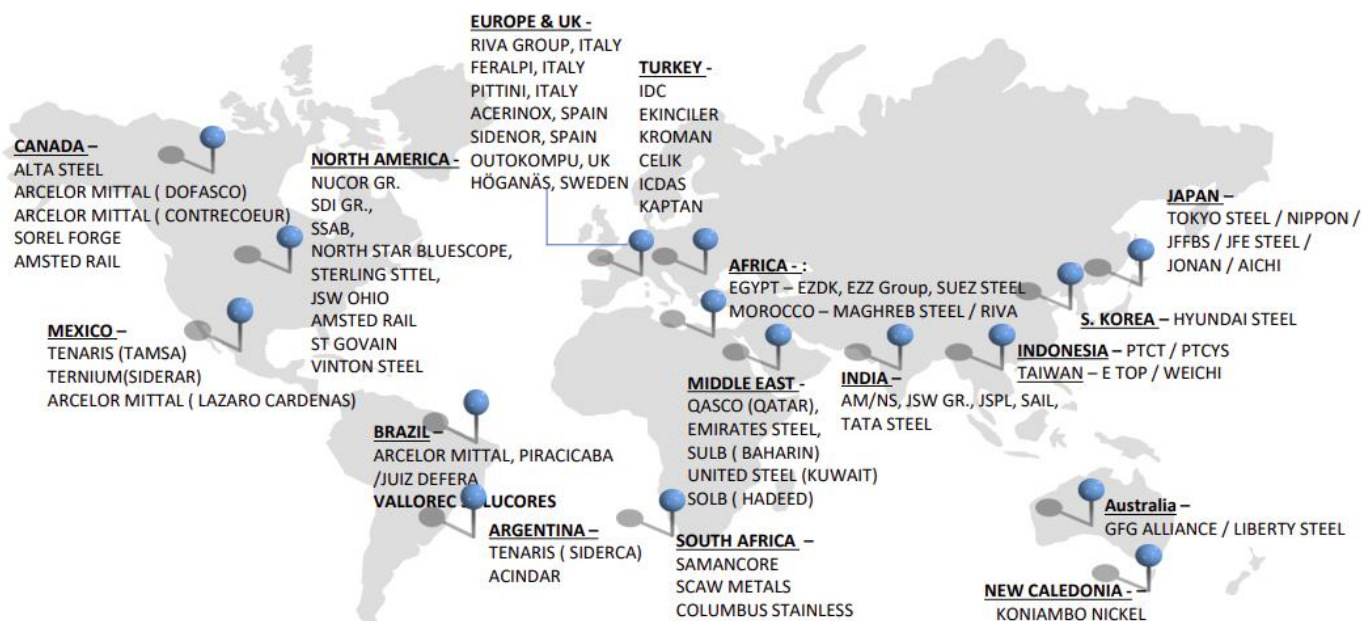 EUROPE & UK -
RIVA GROUP, ITALY
FERALPI, ITALY
PITTINI, ITALY
ACERINOX, SPAIN
SIDENOR, SPAIN
OUTOKOMPU, UK
HÖGANÄS, SWEDEN
TURKEY -
IDC
EKINCILER
KROMAN
CELIK
ICDAS
KAPTAN
CANADA –
ALTA STEEL
ARCELOR MITTAL ( DOFASCO)
ARCELOR MITTAL ( CONTRECOEUR)
SOREL FORGE
AMSTED RAIL
NORTH AMERICA -
NUCOR GR.
SDI GR.,
SSAB,
NORTH STAR BLUESCOPE,
STERLING STTEL,
JSW OHIO
AMSTED RAIL
ST GOVAIN
VINTON STEEL
JAPAN –
TOKYO STEEL / NIPPON /
JFFBS / JFE STEEL /
JONAN / AICHI
AFRICA - :
EGYPT – EZDK, EZZ Group, SUEZ STEEL
MOROCCO – MAGHREB STEEL / RIVA
S. KOREA – HYUNDAI STEEL
MEXICO –
TENARIS (TAMSA)
TERNIUM(SIDERAR)
ARCELOR MITTAL ( LAZARO CARDENAS)
INDONESIA – PTCT / PTCYS
TAIWAN – E TOP / WEICHI
MIDDLE EAST -
QASCO (QATAR),
EMIRATES STEEL,
SULB ( BAHARIN)
UNITED STEEL (KUWAIT)
SOLB ( HADEED)
INDIA –
AM/NS, JSW GR., JSPL, SAIL,
TATA STEEL
BRAZIL –
ARCELOR MITTAL, PIRACICABA
/JUIZ DEFERA
VALLOREC
ARGENTINA –
TENARIS ( SIDERCA)
ACINDAR
SOUTH AFRICA –
SAMANCORE
SCAW METALS
COLUMBUS STAINLESS
Australia –
GFG ALLIANCE / LIBERTY STEEL
NEW CALEDONIA - –
KONIAMBO NICKEL